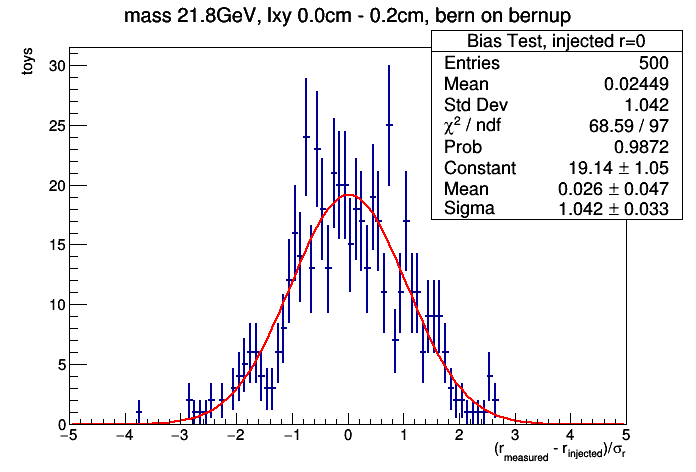 mass 21.8GeV, lxy 0.0cm - 0.2cm, bern on bernup
toys
Bias Test, injected r=0
Entries 500
Mean 0.02449
Std Dev 1.042
χ² / ndf 68.59 / 97
Prob 0.9872
Constant 19.14 ± 1.05
Mean 0.026 ± 0.047
Sigma 1.042 ± 0.033
30
25
20
15
10
5
0
−5 −4 −3 −2 −1 0 1 2 3 4 5
(r_measured - r_injected)/σ_r